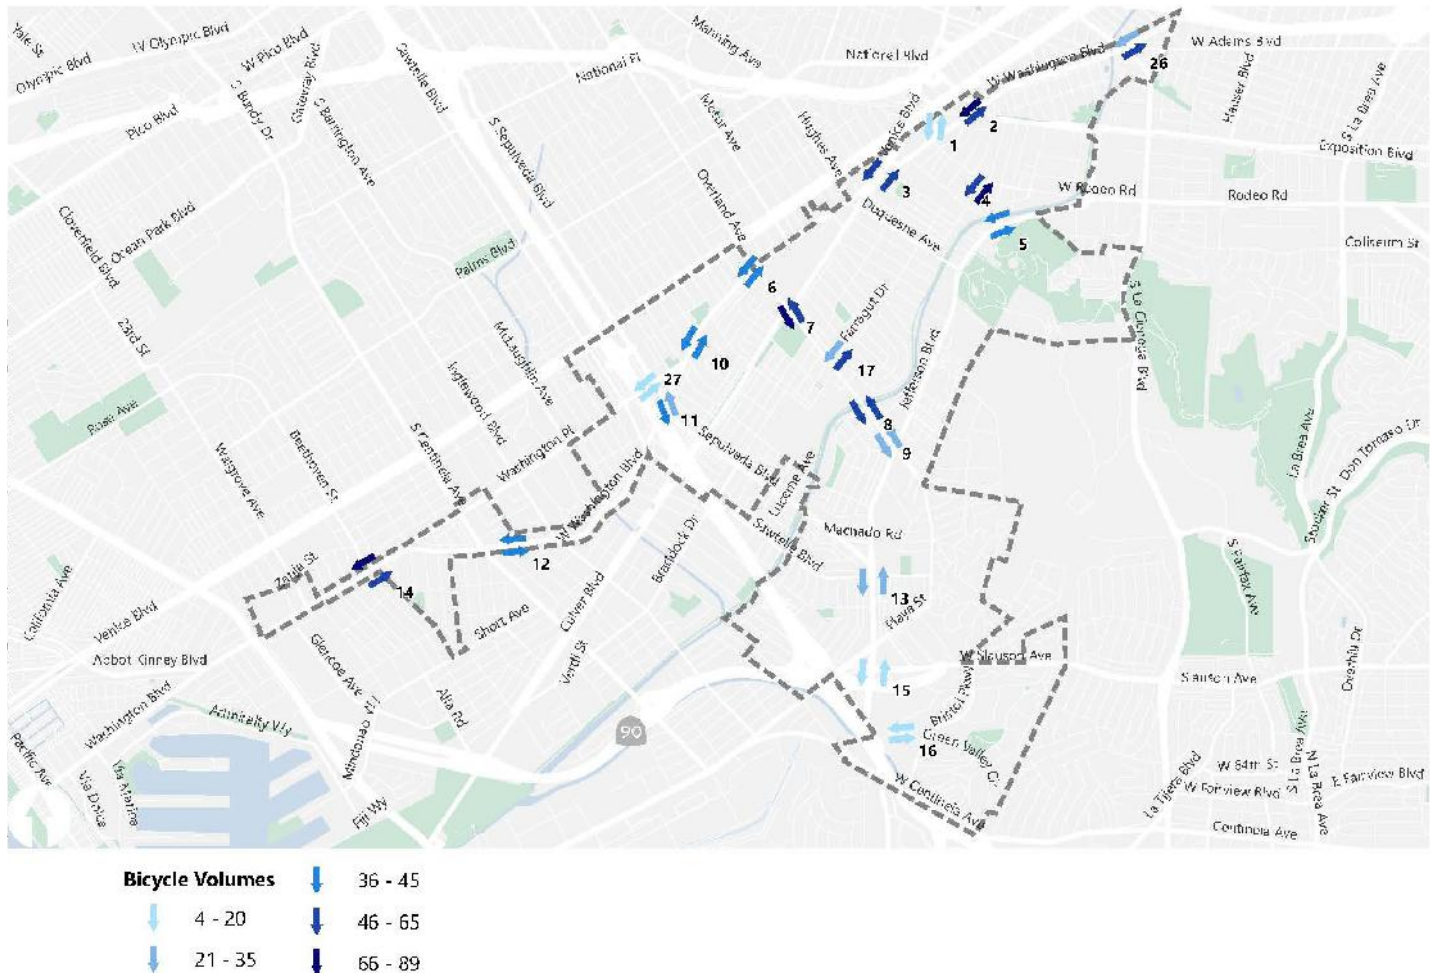 Yale St
W Olympic Blvd
Olympic Blvd
W Pico Blvd
Pico Blvd
Gateway Blvd
S Bundy Dr
S Barrington Ave
Sawtelle Blvd
S Sepulveda Blvd
National Pl
Manning Ave
National Blvd
Motor Ave
Hughes Ave
Venice Blvd
W Washington Blvd
W Adams Blvd
26
Hauser Blvd
S La Brea Ave
Exposition Blvd
2
1
3
4
W Rodeo Rd
Rodeo Rd
Duquesne Ave
5
Coliseum St
Overland Ave
Cloverfield Blvd
Ocean Park Blvd
Palms Blvd
6
7
Farragut Dr
S La Cienega Blvd
23rd St
McLaughlin Ave
Inglewood Blvd
10
17
Jefferson Blvd
27
11
8
9
Rose Ave
Walgrove Ave
Beethoven St
S Centinela Ave
Washington Pl
W Washington Blvd
Sepulveda Blvd
Lucerne Ave
La Brea Ave
Don Tomaso Dr
Stocker St
Machado Rd
Sawtelle Blvd
Braddock Dr
Zanja St
12
14
13
Playa St
S Fairfax Ave
California Ave
Venice Blvd
Short Ave
Culver Blvd
Verdi St
Abbot Kinney Blvd
Glencoe Ave
W Slauson Ave
Slauson Ave
Overhill Dr
15
Bristol Pkwy
Washington Blvd
Admiralty Wy
Mindanao Wy
Alla Rd
90
16
Green Valley Cr
Pacific Ave
Via Dolce
Via Marina
Fiji Wy
W Centinela Ave
La Tijera Blvd
W 64th St
W Fairview Blvd
S La Brea Ave
N La Brea Ave
E Fairview Blvd
Centinela Ave
Bicycle Volumes
4 - 20
21 - 35
36 - 45
46 - 65
66 - 89